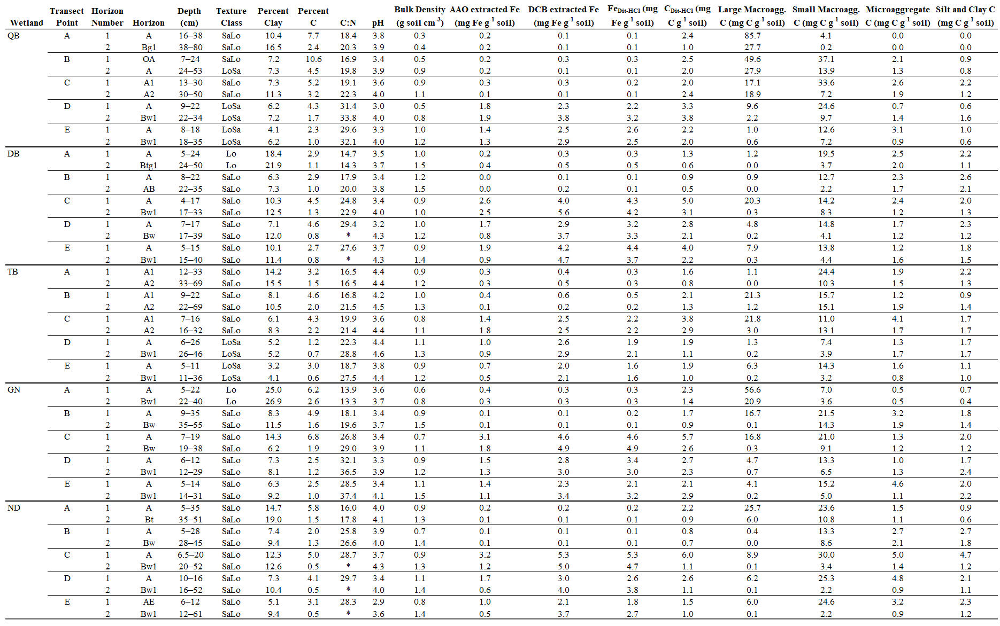 Transect Horizon Depth Texture Percent Percent Bulk Density AAO extracted Fe DCB extracted Fe FeDit-HCl (mg CDit-HCl (mg Large Macroagg. Small Macroagg. Microaggregate Silt and Clay C
Wetland Point Number Horizon (cm) Class Clay C C:N pH (g soil cm-3) (mg Fe g-1 soil) (mg Fe g-1 soil) Fe g-1 soil) C g-1 soil) C (mg C g-1 soil) C (mg C g-1 soil) C (mg C g-1 soil) (mg C g-1 soil)
QB A 1 A 16–38 SaLo 10.4 7.7 18.4 3.8 0.3 0.2 0.1 0.1 2.4 85.7 4.1 0.0 0.0
2 Bg1 38–80 SaLo 16.5 2.4 20.3 3.9 0.4 0.2 0.1 0.1 1.0 27.7 0.2 0.0 0.0
B 1 OA 7–24 SaLo 7.2 10.6 16.9 3.4 0.5 0.2 0.3 0.3 2.5 49.6 37.1 2.1 0.9
2 A 24–53 LoSa 7.3 4.5 19.8 3.9 0.9 0.2 0.1 0.1 2.0 27.9 13.9 1.3 0.8
C 1 A1 13–30 SaLo 7.3 5.2 19.1 3.6 0.9 0.3 0.3 0.2 2.0 17.1 33.6 2.6 2.2
2 A2 30–50 SaLo 11.3 3.2 22.3 4.0 1.1 0.1 0.1 0.1 2.4 18.9 7.2 1.9 1.2
D 1 A 9–22 LoSa 6.2 4.3 31.4 3.0 0.5 1.8 2.3 2.2 3.3 9.6 24.6 0.7 0.6
2 Bw1 22–34 LoSa 7.2 1.7 33.8 4.0 0.8 1.9 3.8 3.2 3.8 2.2 9.7 1.4 1.6
E 1 A 8–18 LoSa 4.1 2.3 29.6 3.3 1.0 1.4 2.5 2.6 2.2 1.0 12.6 3.1 1.0
2 Bw1 18–35 LoSa 6.2 1.0 32.1 4.0 1.2 1.3 2.9 2.5 2.0 0.6 7.2 0.9 0.6
DB A 1 A 5–24 Lo 18.4 2.9 14.7 3.5 1.0 0.2 0.3 0.3 1.3 1.2 19.5 2.5 2.2
2 Btg1 24–50 Lo 21.9 1.1 14.3 3.7 1.5 0.4 0.5 0.5 0.6 0.0 3.7 2.0 1.1
B 1 A 8–22 SaLo 6.3 2.9 17.9 3.4 1.2 0.0 0.1 0.1 0.9 0.9 12.7 2.3 2.6
2 AB 22–35 SaLo 7.3 1.0 20.0 3.8 1.5 0.0 0.2 0.1 0.5 0.0 2.2 1.7 2.1
C 1 A 4–17 SaLo 10.3 4.5 24.8 3.4 0.9 2.6 4.0 4.3 5.0 20.3 14.2 2.4 2.0
2 Bw1 17–33 SaLo 12.5 1.3 22.9 4.0 1.0 2.5 5.6 4.2 3.1 0.3 8.3 1.2 1.3
D 1 A 7–17 SaLo 7.1 4.6 29.4 3.2 1.0 1.7 2.9 3.2 2.8 4.8 14.8 1.7 2.3
2 Bw 17–39 SaLo 12.0 0.8 * 4.3 1.2 0.8 3.7 3.3 2.1 0.2 4.1 1.2 1.2
E 1 A 5–15 SaLo 10.1 2.7 27.6 3.7 0.9 1.9 4.2 4.4 4.0 7.9 13.8 1.2 1.8
2 Bw1 15–40 SaLo 11.4 0.8 * 4.3 1.4 0.9 4.7 3.7 2.2 0.3 4.4 1.6 1.5
TB A 1 A1 12–33 SaLo 14.2 3.2 16.5 4.4 0.9 0.3 0.4 0.3 1.6 1.1 24.4 1.9 2.2
2 A2 33–69 SaLo 15.5 1.5 16.5 4.4 1.2 0.3 0.5 0.3 0.8 0.0 10.3 1.5 1.3
B 1 A1 9–22 SaLo 8.1 4.6 16.8 4.2 1.0 0.4 0.6 0.5 2.1 21.3 15.7 1.2 0.9
2 A2 22–69 SaLo 10.5 2.0 21.5 4.5 1.3 0.1 0.2 0.2 1.3 1.2 15.1 1.9 1.4
C 1 A1 7–16 SaLo 6.1 4.3 19.9 3.6 0.8 1.4 2.5 2.2 3.8 21.8 11.0 4.1 1.7
2 A2 16–32 SaLo 8.3 2.2 21.4 4.4 1.1 1.8 2.5 2.2 2.9 3.0 13.1 1.7 1.7
D 1 A 6–26 LoSa 5.2 1.2 22.3 4.4 1.1 1.0 2.6 1.9 1.9 1.3 7.4 1.3 1.7
2 Bw1 26–46 LoSa 5.2 0.7 28.8 4.6 1.3 0.9 2.9 2.1 1.1 0.2 3.9 1.7 1.7
E 1 A 5–11 LoSa 3.2 3.0 18.7 3.8 0.9 0.7 2.0 1.6 1.9 6.3 14.3 1.6 1.1
2 Bw1 11–36 LoSa 4.1 0.6 27.5 4.4 1.2 0.5 2.1 1.6 1.0 0.2 3.2 0.8 1.0
GN A 1 A 5–22 Lo 25.0 6.2 13.9 3.6 0.6 0.4 0.3 0.3 2.3 56.6 7.0 0.5 0.7
2 Bw1 22–40 Lo 26.9 2.6 13.3 3.7 0.8 0.3 0.3 0.3 1.4 20.9 3.6 0.5 0.4
B 1 A 9–35 SaLo 8.3 4.9 18.1 3.4 0.9 0.1 0.1 0.2 1.7 16.7 21.5 3.2 1.8
2 Bw 35–55 SaLo 11.5 1.6 19.6 3.7 1.5 0.1 0.1 0.1 0.9 0.1 14.3 1.9 1.4
C 1 A 7–19 SaLo 14.3 6.8 26.8 3.4 0.7 3.1 4.6 4.6 5.7 16.8 21.0 1.3 2.0
2 Bw 19–38 SaLo 6.2 1.9 29.0 3.9 1.1 1.8 4.9 4.9 2.6 0.3 9.1 1.2 1.2
D 1 A 6–12 SaLo 7.3 2.5 32.1 3.3 0.9 1.5 2.8 3.4 2.7 4.7 13.3 1.0 1.7
2 Bw1 12–29 SaLo 8.1 1.2 36.5 3.9 1.2 1.3 3.0 3.0 2.3 0.7 6.5 1.3 2.4
E 1 A 5–14 SaLo 6.3 2.5 28.5 3.4 1.1 1.4 2.3 2.1 2.1 4.1 15.2 4.6 2.0
2 Bw1 14–31 SaLo 9.2 1.0 37.4 4.1 1.5 1.1 3.4 3.2 2.9 0.2 5.0 1.1 2.2
ND A 1 A 5–35 SaLo 14.7 5.8 16.0 4.0 0.9 0.2 0.2 0.2 2.2 25.7 23.6 1.5 0.9
2 Bt 35–51 SaLo 19.0 1.5 17.8 4.1 1.3 0.1 0.1 0.1 0.9 6.0 10.8 1.1 0.6
B 1 A 5–28 SaLo 7.4 2.0 25.8 3.9 0.7 0.1 0.1 0.1 0.8 0.4 13.3 2.7 2.7
2 Bw 28–45 SaLo 9.4 1.3 26.6 4.0 1.4 0.1 0.1 0.1 0.7 0.0 8.6 2.1 1.8
C 1 A 6.5–20 SaLo 12.3 5.0 28.7 3.7 0.9 3.2 5.3 5.3 6.0 8.9 30.0 5.0 4.7
2 Bw1 20–52 SaLo 12.6 0.5 * 4.3 1.3 1.2 5.0 4.7 1.1 0.1 3.4 1.4 1.2
D 1 A 10–16 SaLo 7.3 4.1 29.7 3.4 1.1 1.7 3.0 2.6 2.6 6.2 25.3 4.8 2.1
2 Bw1 16–52 SaLo 10.4 0.5 * 4.0 1.4 0.6 4.0 3.8 1.1 0.1 2.2 0.9 1.1
E 1 AE 6–12 SaLo 5.1 3.1 28.3 2.9 0.8 1.0 2.1 1.8 1.5 6.0 24.6 3.2 2.3
2 Bw1 12–61 SaLo 9.4 0.5 * 3.6 1.4 0.5 3.7 2.7 1.0 0.1 2.2 0.9 1.2